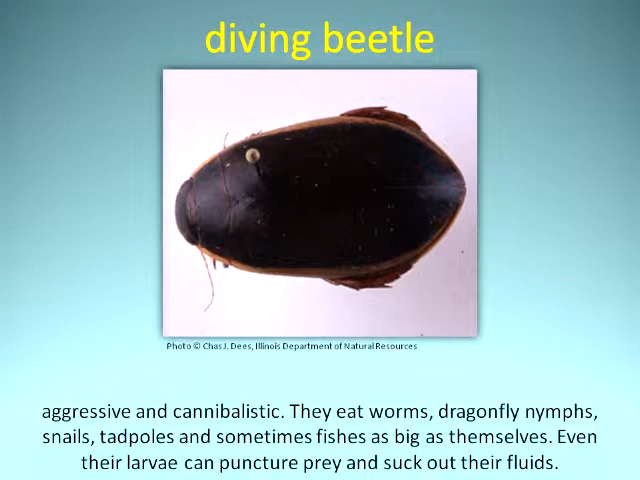 diving beetle
Photo © Chas J. Dees, Illinois Department of Natural Resources
aggressive and cannibalistic. They eat worms, dragonfly nymphs,
snails, tadpoles and sometimes fishes as big as themselves. Even
their larvae can puncture prey and suck out their fluids.